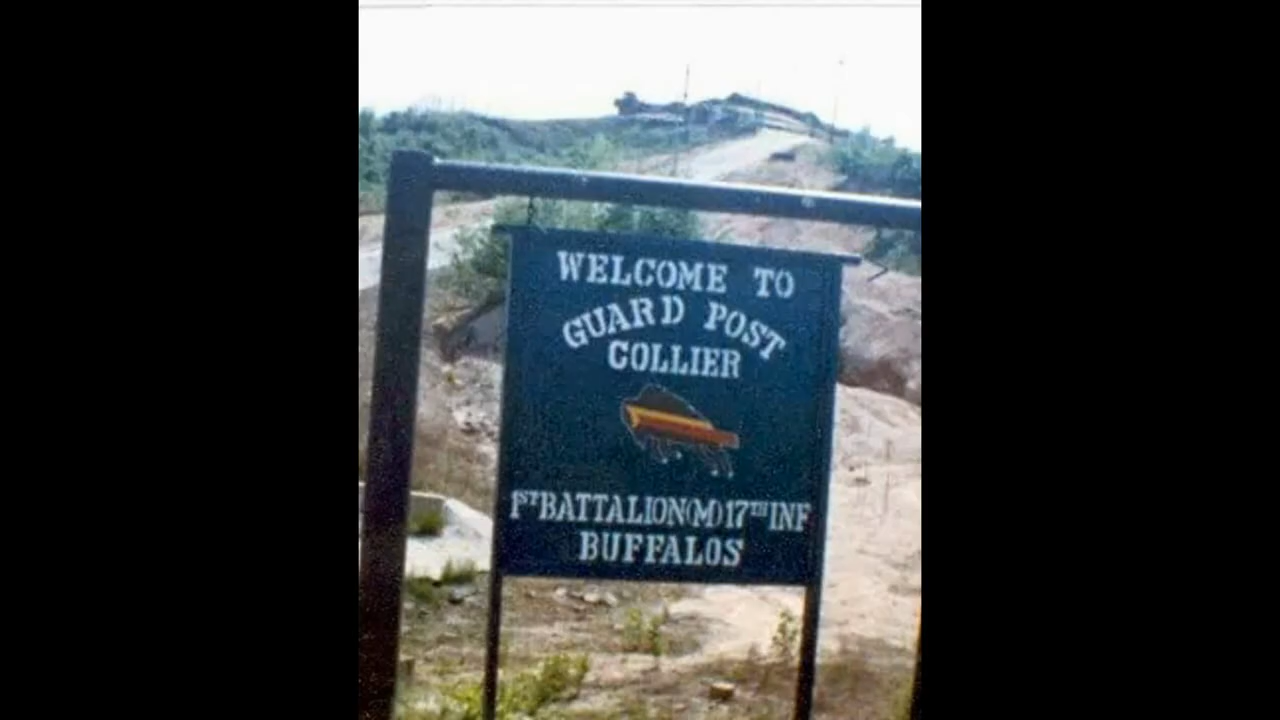 WELCOME TO
GUARD POST
COLLIER
1ST BATTALION(M) 17TH INF
BUFFALOS